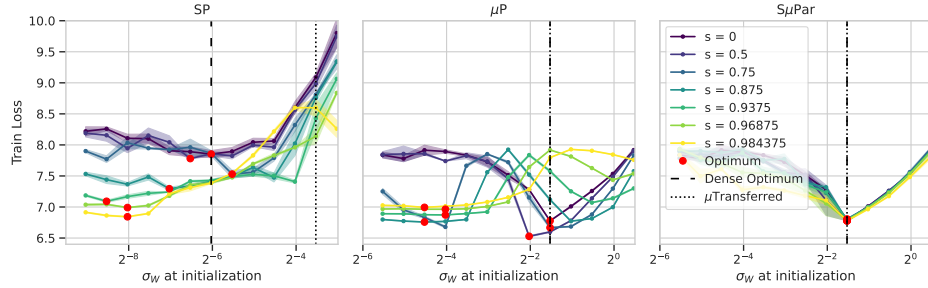 SP
μP
SμPar
Train Loss
10.0
9.5
9.0
8.5
8.0
7.5
7.0
6.5
2^−8
2^−6
2^−4
σ_W at initialization
2^−6
2^−4
2^−2
2^0
σ_W at initialization
2^−6
2^−4
2^−2
2^0
σ_W at initialization
s = 0
s = 0.5
s = 0.75
s = 0.875
s = 0.9375
s = 0.96875
s = 0.984375
Optimum
Dense Optimum
μTransferred